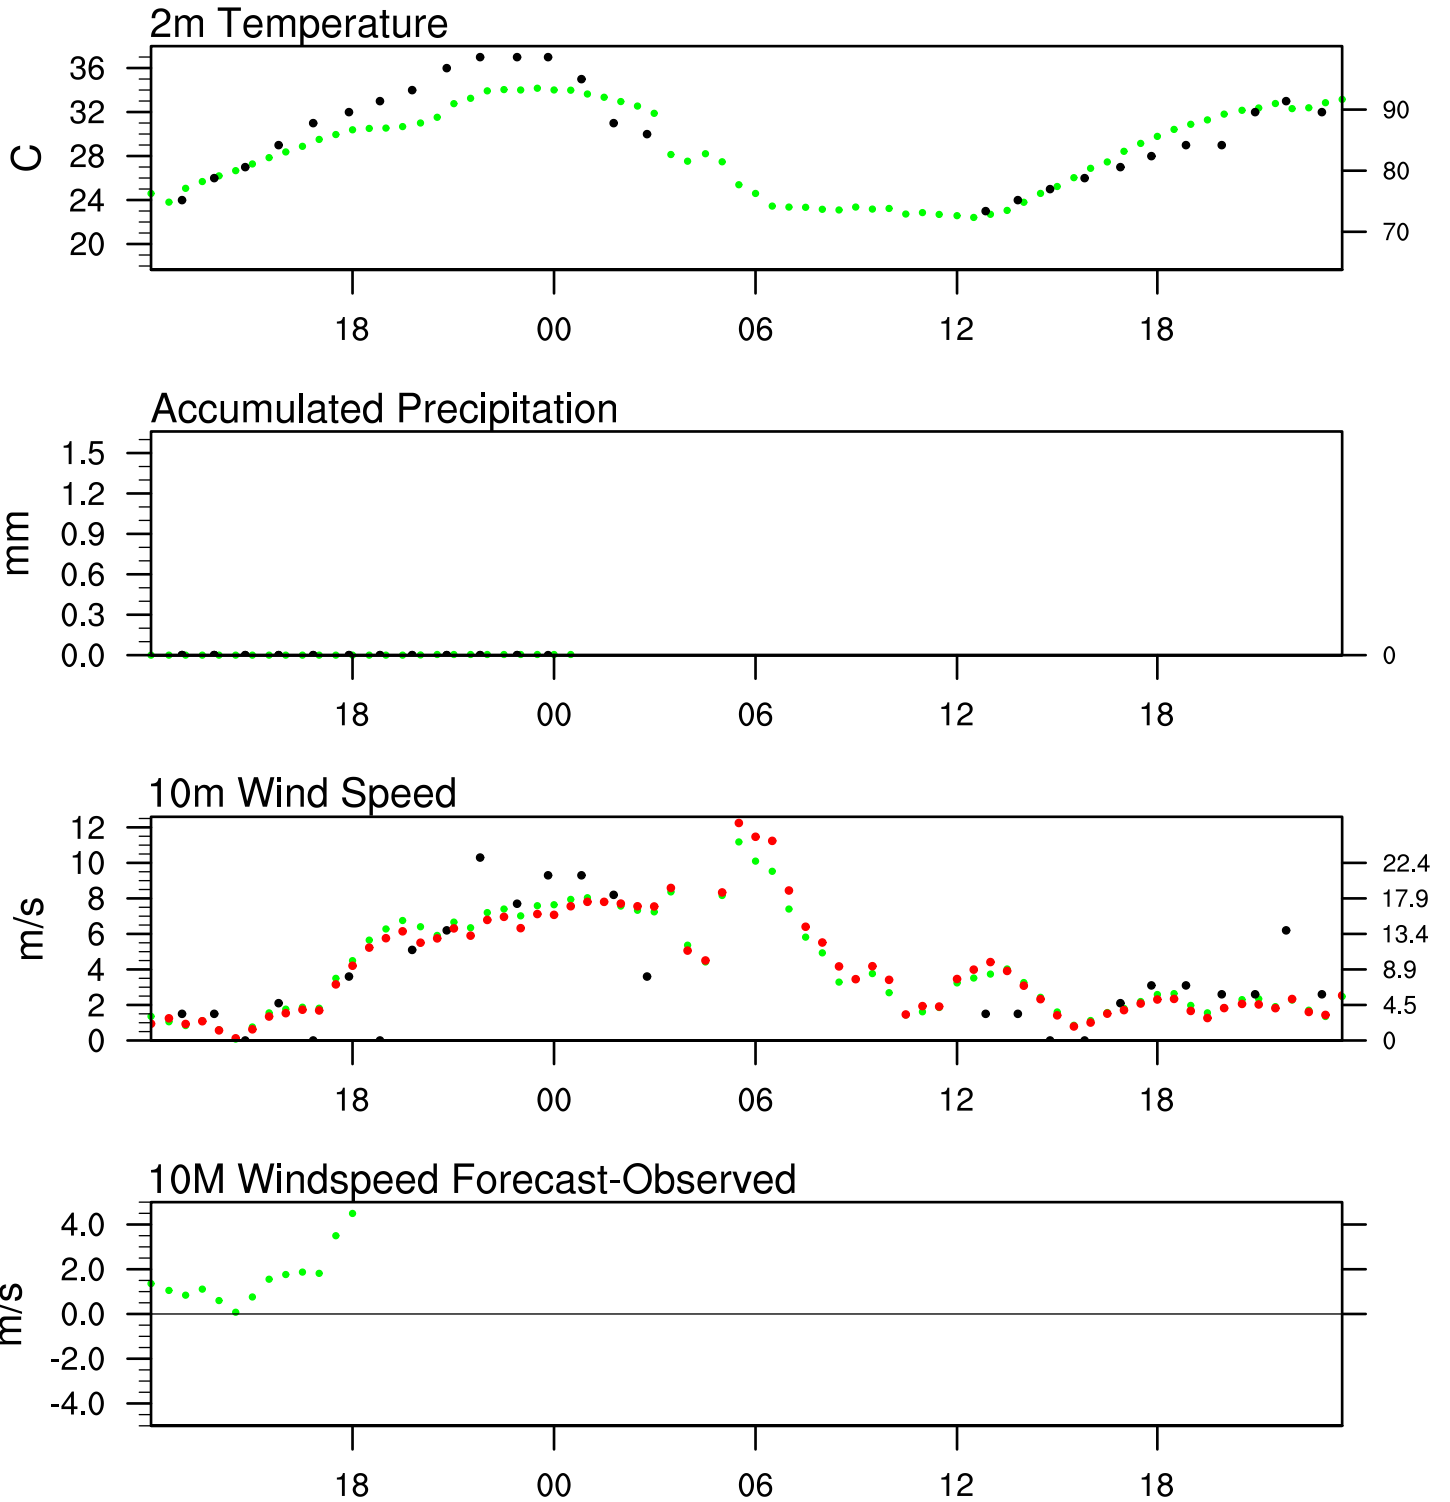 2m Temperature
36
32
28
24
20
C
90
80
70
18 00 06 12 18
Accumulated Precipitation
1.5
1.2
0.9
0.6
0.3
0.0
mm
0
18 00 06 12 18
10m Wind Speed
12
10
8
6
4
2
0
m/s
22.4
17.9
13.4
8.9
4.5
0
18 00 06 12 18
10M Windspeed Forecast-Observed
4.0
2.0
0.0
-2.0
-4.0
m/s
18 00 06 12 18